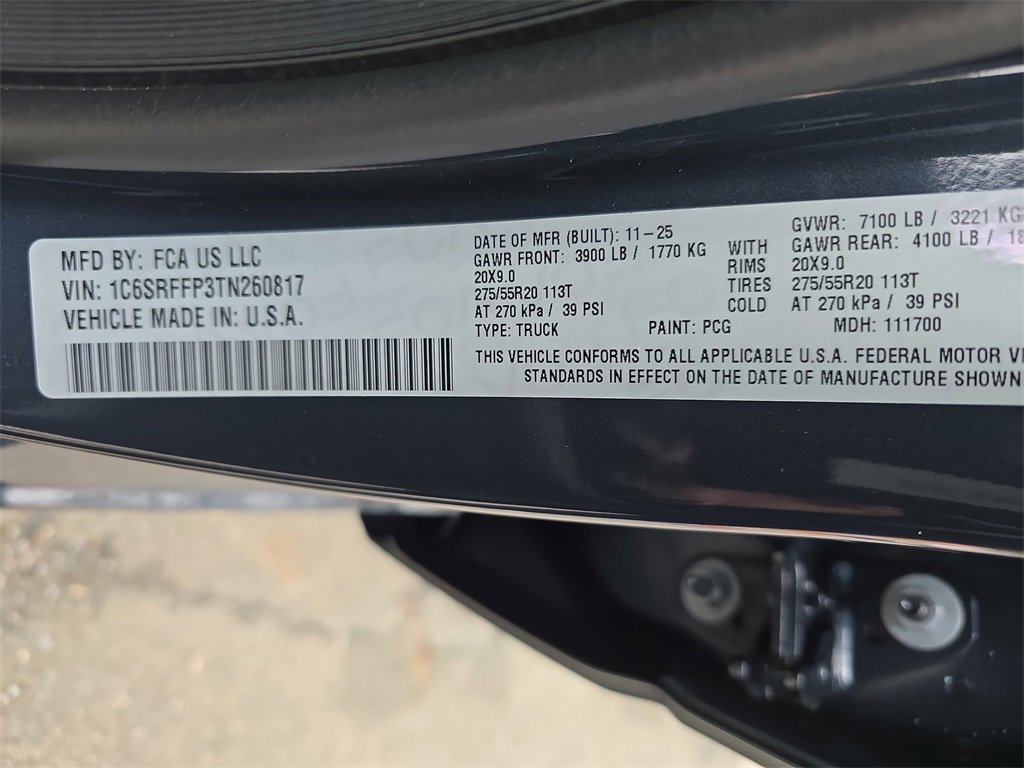 MFD BY: FCA US LLC
VIN: 1C6SRFFP3TN260817
VEHICLE MADE IN: U.S.A.
DATE OF MFR (BUILT): 11-25
GAWR FRONT: 3900 LB / 1770 KG
20X9.0
275/55R20 113T
AT 270 kPa / 39 PSI
TYPE: TRUCK
WITH
RIMS
TIRES
COLD
GVWR: 7100 LB / 3221 KG
GAWR REAR: 4100 LB /
20X9.0
275/55R20 113T
AT 270 kPa / 39 PSI
PAINT: PCG MDH: 111700
THIS VEHICLE CONFORMS TO ALL APPLICABLE U.S.A. FEDERAL MOTOR
STANDARDS IN EFFECT ON THE DATE OF MANUFACTURE SHOWN